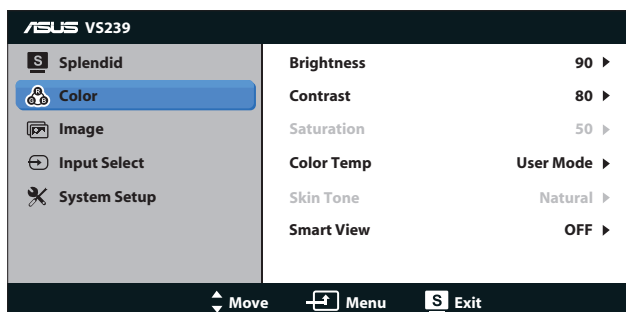 ASUS VS239
S Splendid
R G B Color
Image
Input Select
System Setup
Brightness 90
Contrast 80
Saturation 50
Color Temp User Mode
Skin Tone Natural
Smart View OFF
Move Menu S Exit